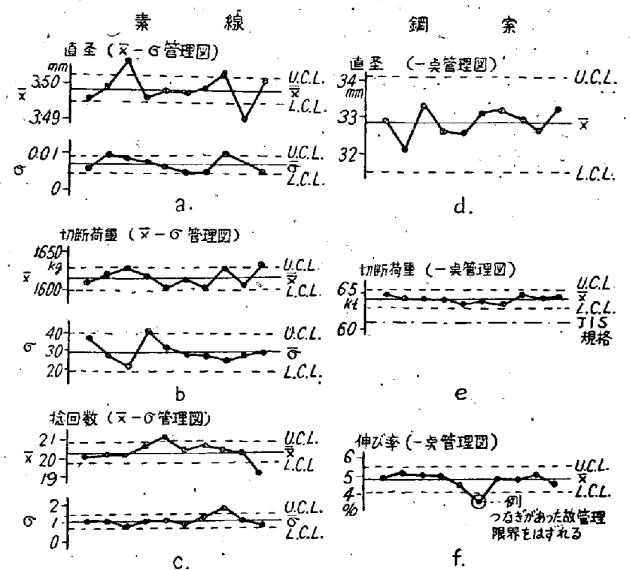 素線
直圣 (x̄-σ管理図)
mm
3.50
x̄
3.49
U.C.L.
x̄
L.C.L.
0.01
σ
0
U.C.L.
σ̄
L.C.L.
a.
切断荷重 (x̄-σ管理図)
1650
kg
x̄
1600
U.C.L.
x̄
L.C.L.
40
σ 30
20
U.C.L.
σ̄
L.C.L.
b
捻回数 (x̄-σ管理図)
21
x̄ 20
19
U.C.L.
x̄
L.C.L
2
σ 1
0
U.C.L.
σ̄
L.C.L.
c.
鋼索
直圣 (一点管理図)
34
mm
33
32
U.C.L.
x̄
L.C.L.
d.
切断荷重 (一点管理図)
65
kt
60
U.C.L.
x̄
L.C.L.
JIS
規格
e
伸び率 (一点管理図)
6
5
4
%
U.C.L.
x̄
L.C.L.
例
つなぎがあった故管理
限界をはずれる
f.